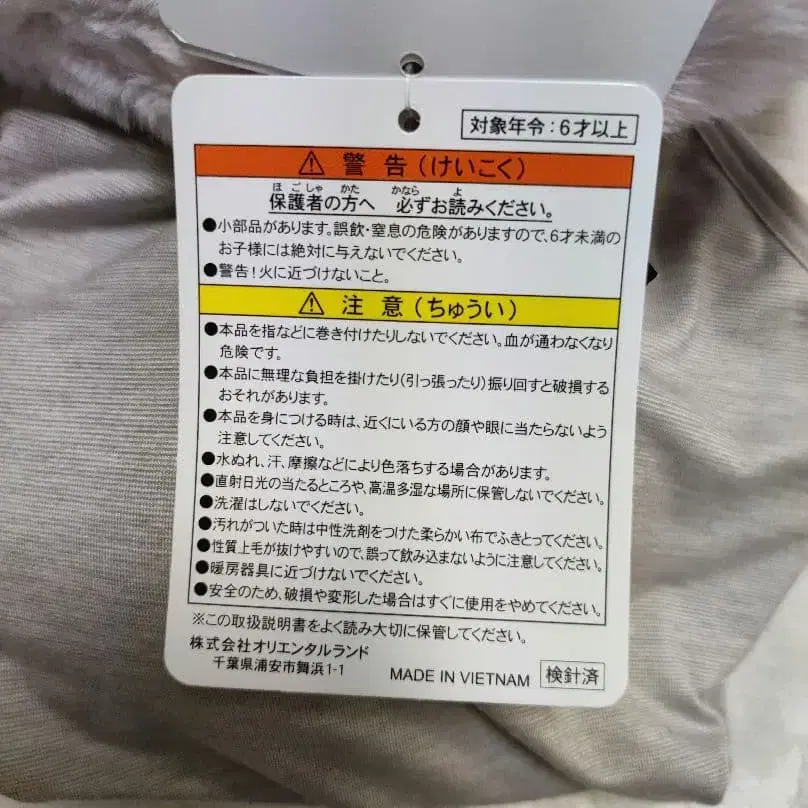 対象年令:6才以上
⚠ 警 告(けいこく)
ほごしゃ かた かなら よ
保護者の方へ 必ずお読みください。
●小部品があります。誤飲・窒息の危険がありますので、6才未満の
お子様には絶対に与えないでください。
●警告!火に近づけないこと。
⚠ 注 意(ちゅうい)
●本品を指などに巻き付けたりしないでください。血が通わなくなり
危険です。
●本品に無理な負担を掛けたり(引っ張ったり)振り回すと破損する
おそれがあります。
●本品を身につける時は、近くにいる方の顔や眼に当たらないよう
注意してください。
●水ぬれ、汗、摩擦などにより色落ちする場合があります。
●直射日光の当たるところや、高温多湿な場所に保管しないでください。
●洗濯はしないでください。
●汚れがついた時は中性洗剤をつけた柔らかい布でふきとってください。
●性質上毛が抜けやすいので、誤って飲み込まないように注意してください。
●暖房器具に近づけないでください。
●安全のため、破損や変形した場合はすぐに使用をやめてください。
※この取扱説明書をよく読み大切に保管してください。
株式会社オリエンタルランド
千葉県浦安市舞浜1-1
MADE IN VIETNAM 検針済